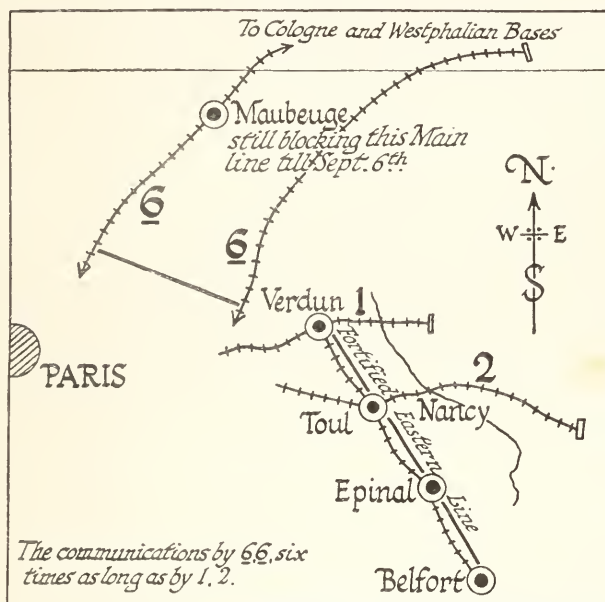 To Cologne and Westphalian Bases
Maubeuge
still blocking this Main
line till Sept. 6th
N.
W E
S
6
6
Verdun 1
Fortified Eastern Line
PARIS
2
Toul
Nancy
Epinal
The communications by 6,6, six
times as long as by 1, 2.
Belfort